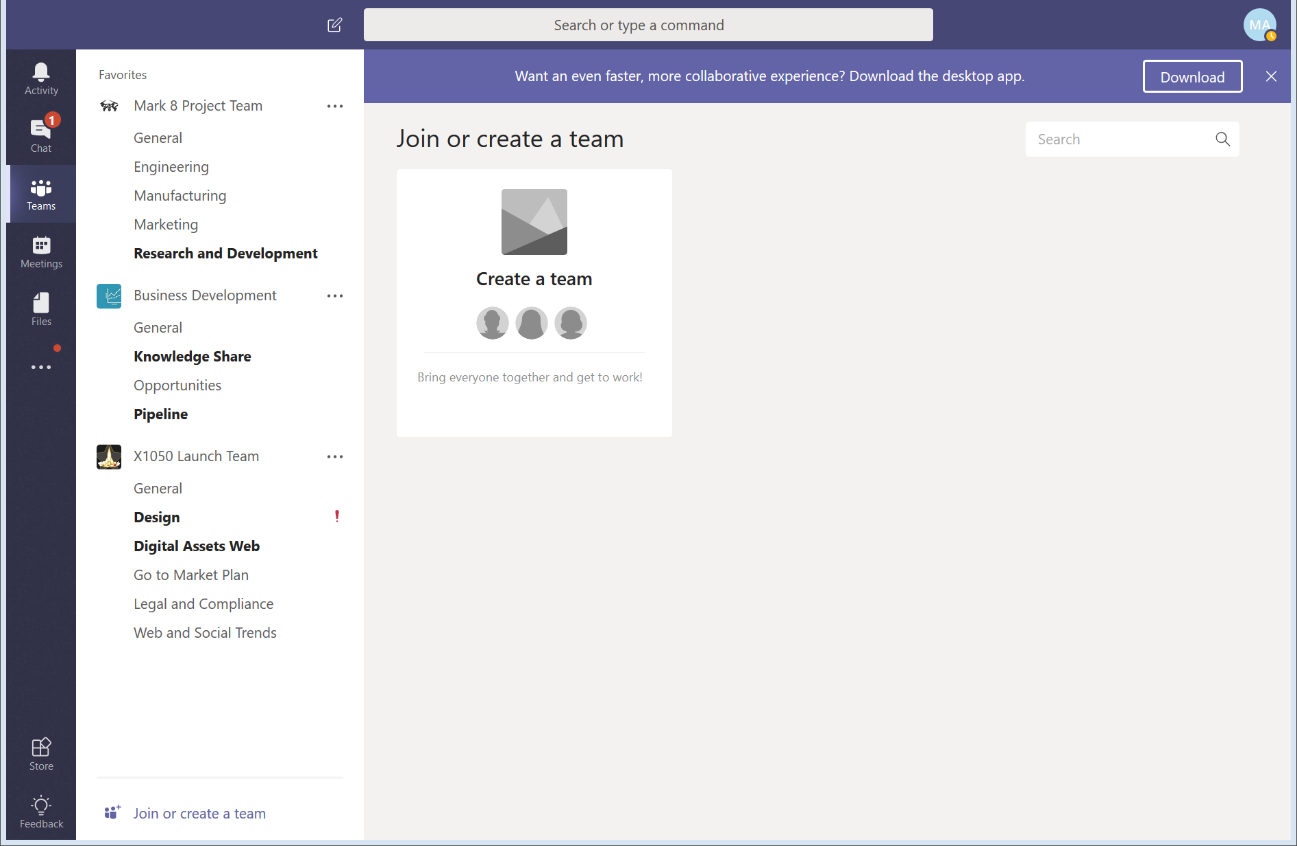 Search or type a command
MA
Activity
1
Chat
Teams
Meetings
Files
Store
Feedback
Favorites
Mark 8 Project Team
General
Engineering
Manufacturing
Marketing
Research and Development
Business Development
General
Knowledge Share
Opportunities
Pipeline
X1050 Launch Team
General
Design !
Digital Assets Web
Go to Market Plan
Legal and Compliance
Web and Social Trends
Join or create a team
Want an even faster, more collaborative experience? Download the desktop app.
Download
Join or create a team
Search
Create a team
Bring everyone together and get to work!